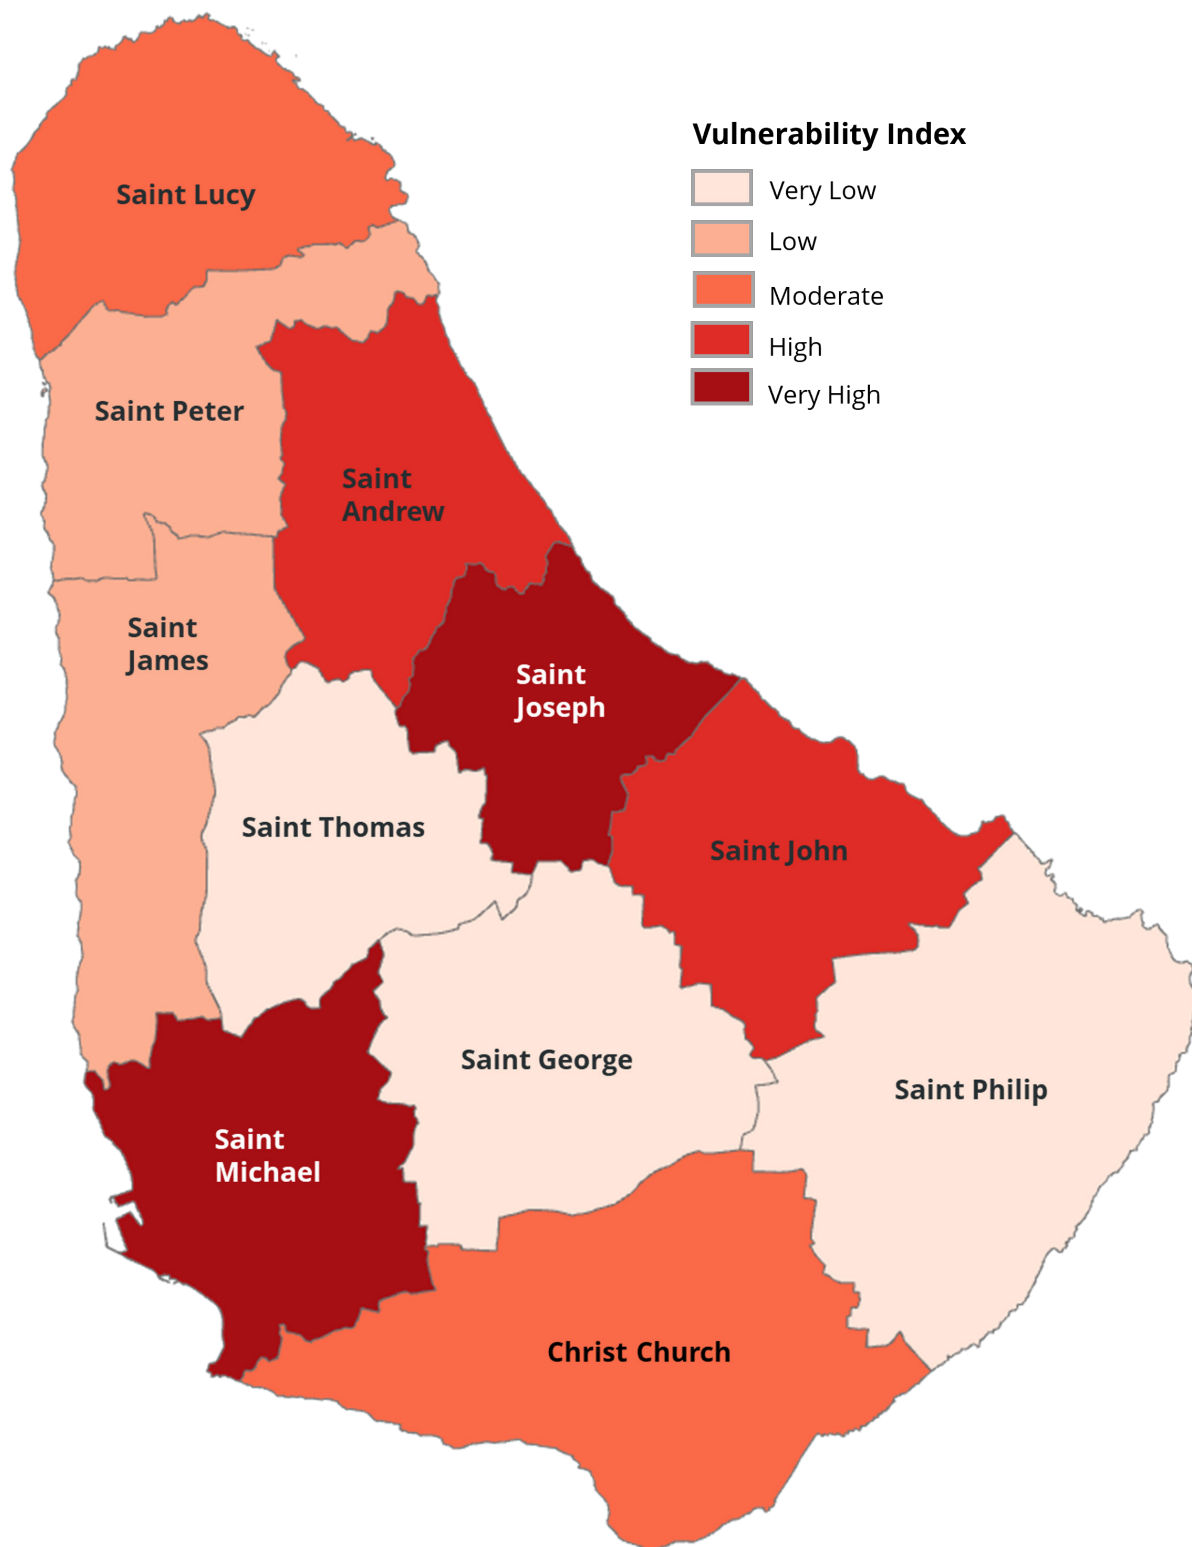 Vulnerability Index
Very Low
Low
Moderate
High
Very High
Saint Lucy
Saint Peter
Saint
Andrew
Saint
James
Saint
Joseph
Saint Thomas
Saint John
Saint George
Saint Philip
Saint
Michael
Christ Church